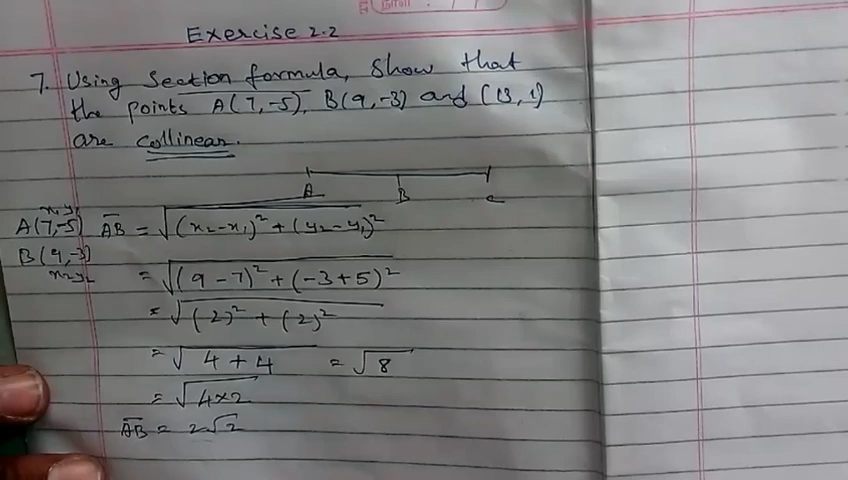 Exercise 2.2
7. Using Section formula, Show that
the points A(7,-5), B(9,-3) and (13,1)
are collinear.
A B C
x₁y₁
A(7,-5) A̅B̅ = √(x₂-x₁)²+(y₂-y₁)²
B(9,-3)
x₂y₂
= √(9-7)²+(-3+5)²
= √(2)²+(2)²
= √4+4 = √8
= √4×2
A̅B̅ = 2√2